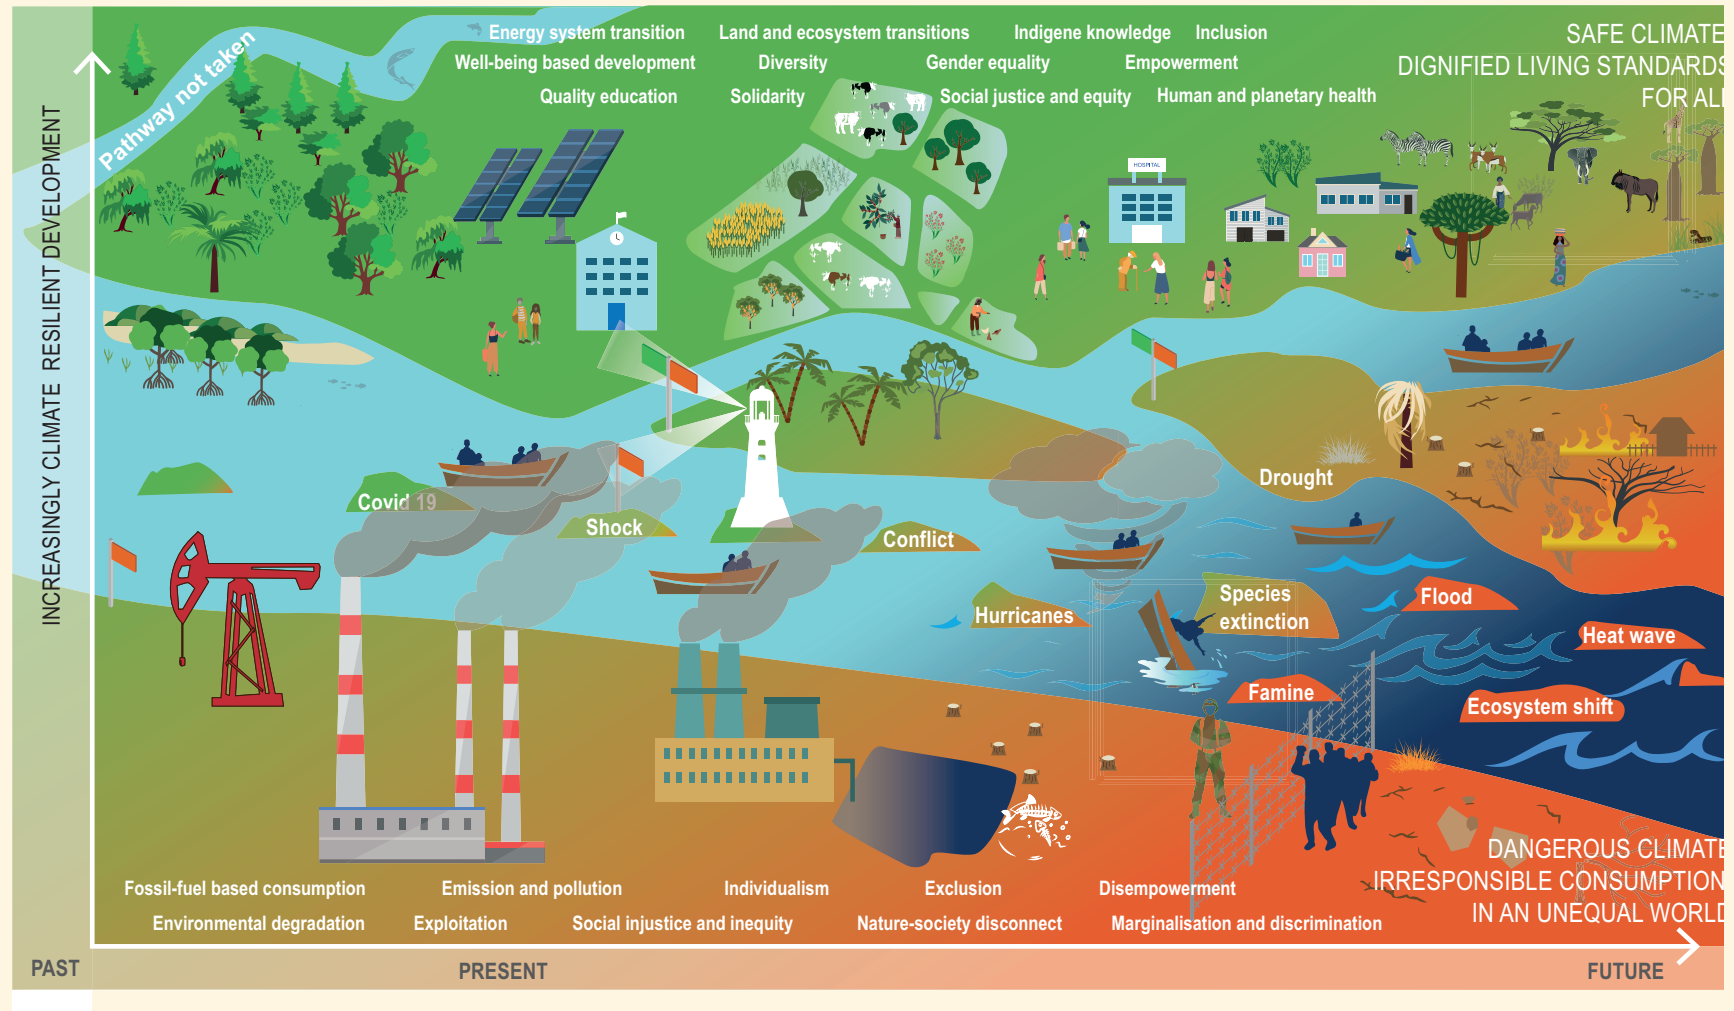 Energy system transition
Land and ecosystem transitions
Indigene knowledge
Inclusion
Well-being based development
Diversity
Gender equality
Empowerment
Quality education
Solidarity
Social justice and equity
Human and planetary health
SAFE CLIMATE
DIGNIFIED LIVING STANDARDS
FOR ALL
Pathway not taken
INCREASINGLY CLIMATE RESILIENT DEVELOPMENT
HOSPITAL
Covid 19
Shock
Conflict
Drought
Hurricanes
Species
extinction
Flood
Heat wave
Famine
Ecosystem shift
DANGEROUS CLIMATE
IRRESPONSIBLE CONSUMPTION
IN AN UNEQUAL WORLD
Fossil-fuel based consumption
Emission and pollution
Individualism
Exclusion
Disempowerment
Environmental degradation
Exploitation
Social injustice and inequity
Nature-society disconnect
Marginalisation and discrimination
PAST
PRESENT
FUTURE